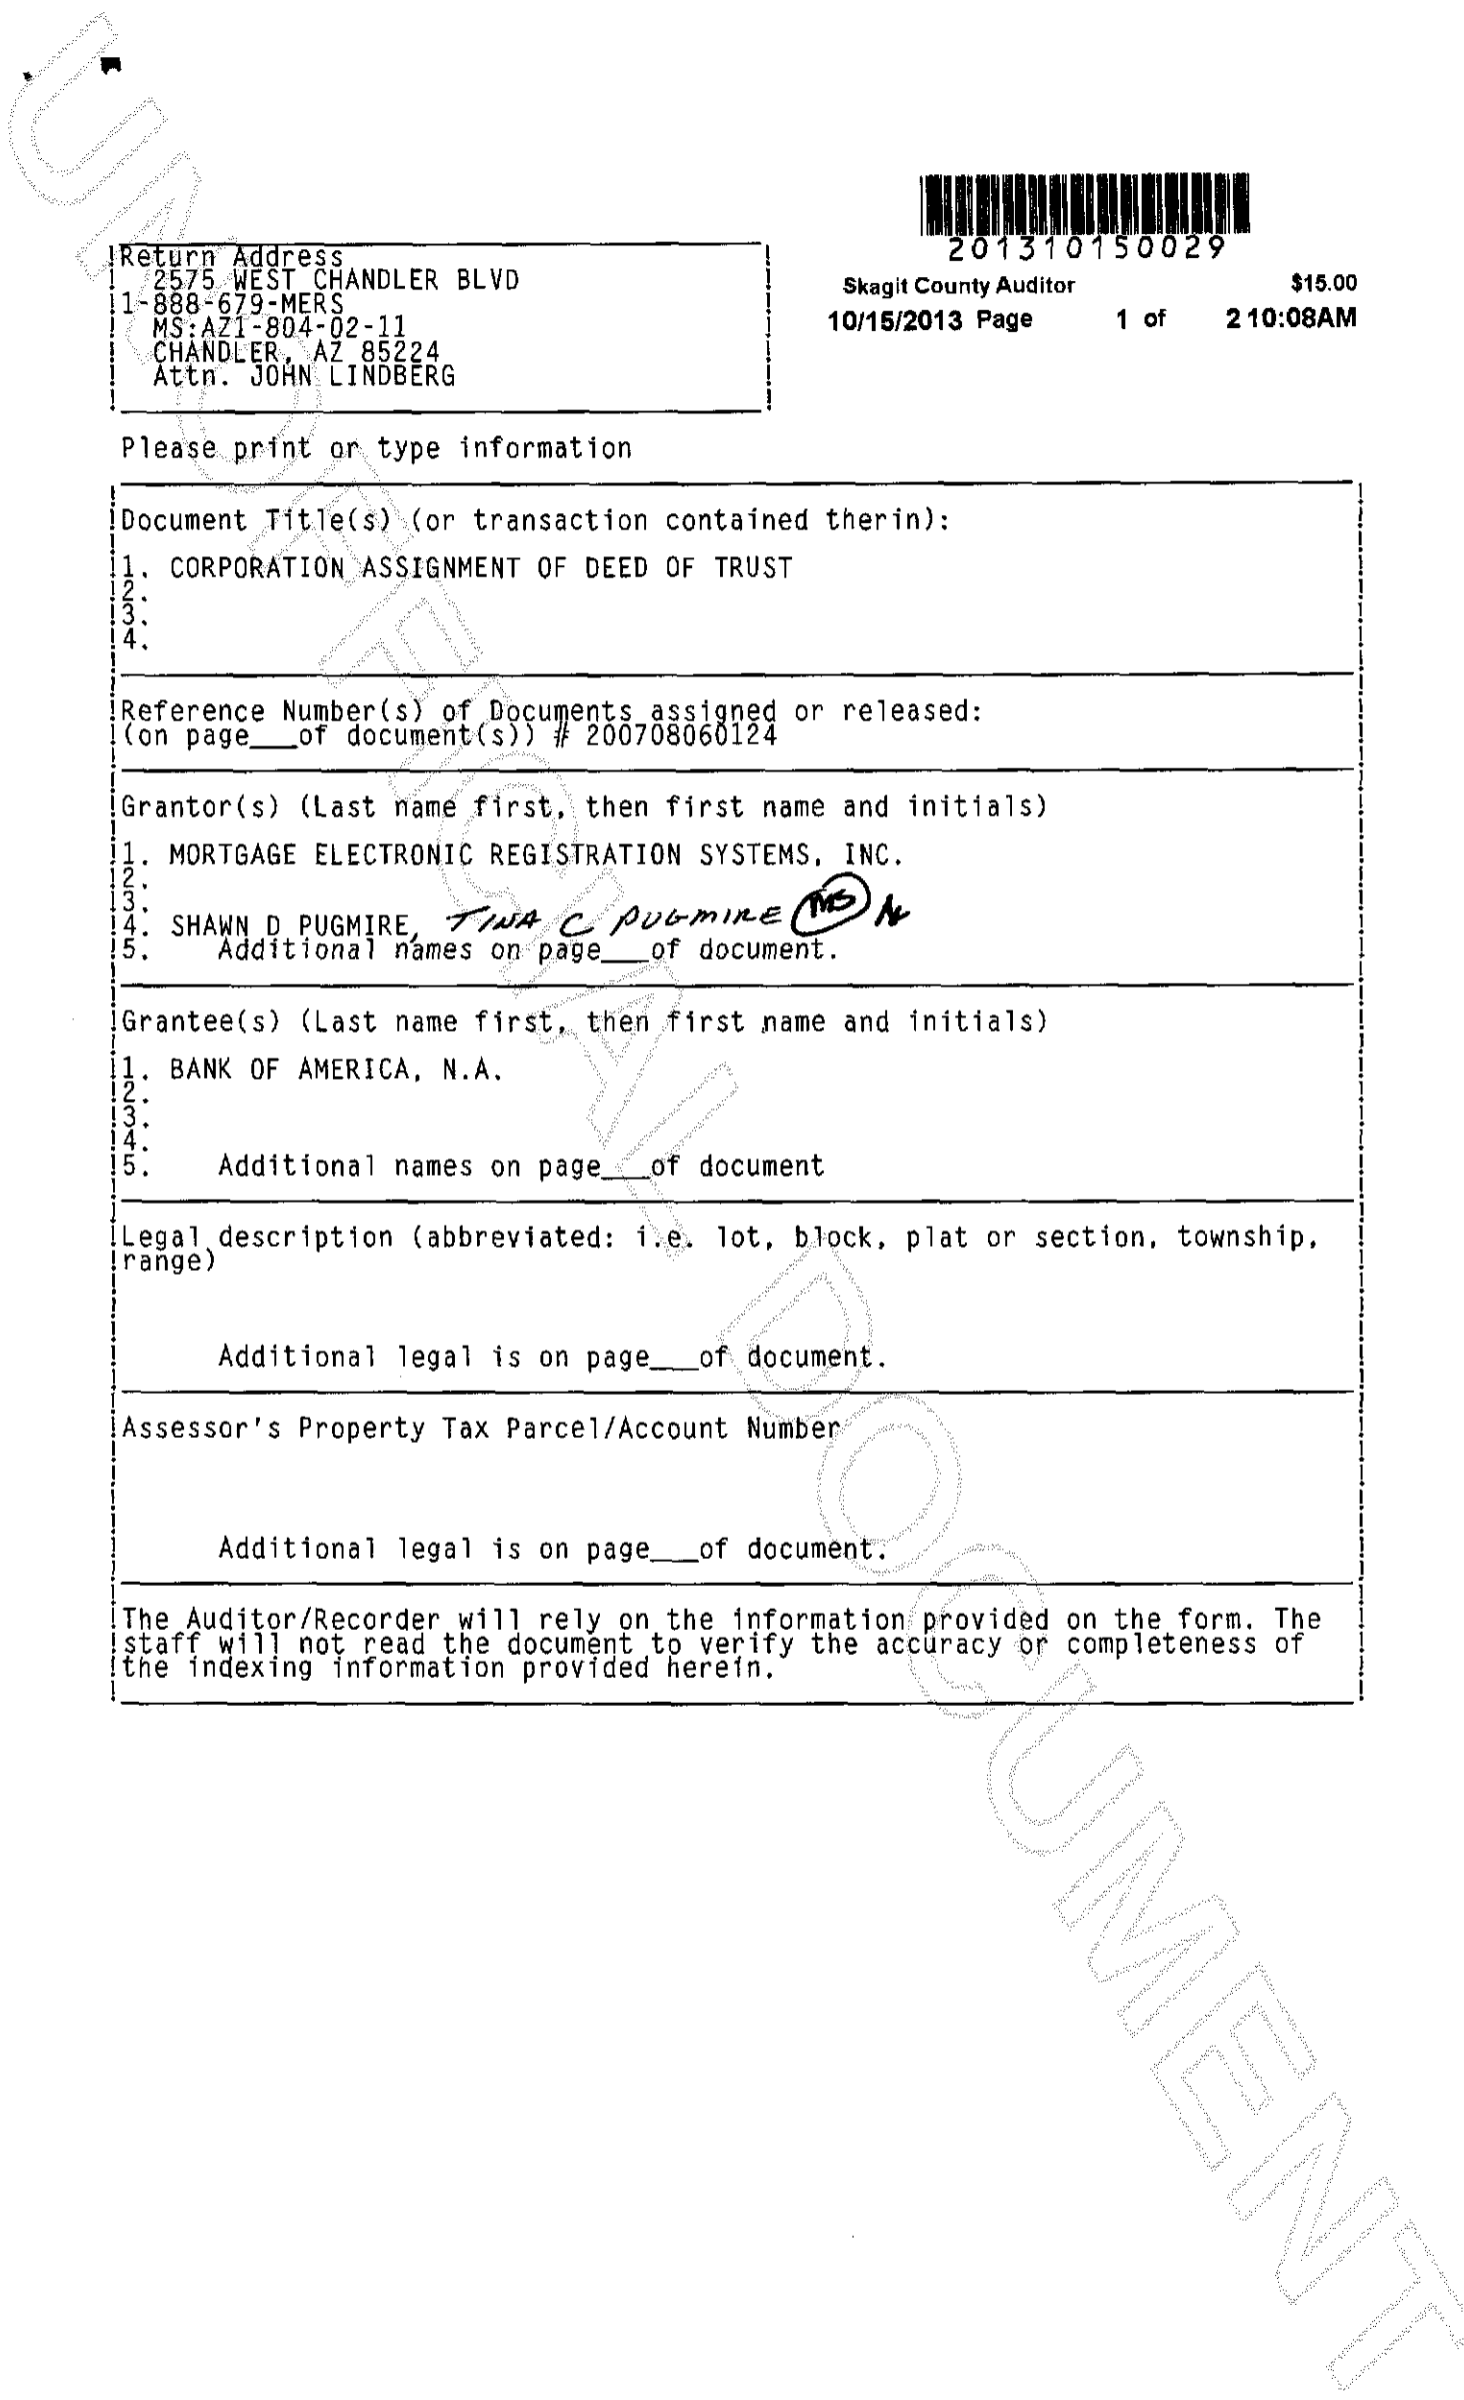 201310150029
Skagit County Auditor $15.00
10/15/2013 Page 1 of 2 10:08AM
Return Address
2575 WEST CHANDLER BLVD
1-888-679-MERS
MS:AZ1-804-02-11
CHANDLER, AZ 85224
Attn. JOHN LINDBERG
Please print or type information
Document Title(s) (or transaction contained therin):
1. CORPORATION ASSIGNMENT OF DEED OF TRUST
2.
3.
4.
Reference Number(s) of Documents assigned or released:
(on page___of document(s)) # 200708060124
Grantor(s) (Last name first, then first name and initials)
1. MORTGAGE ELECTRONIC REGISTRATION SYSTEMS, INC.
2.
3.
4. SHAWN D PUGMIRE, TINA C PUGMIRE MS
5. Additional names on page___of document.
Grantee(s) (Last name first, then first name and initials)
1. BANK OF AMERICA, N.A.
2.
3.
4.
5. Additional names on page___of document
Legal description (abbreviated: i.e. lot, block, plat or section, township,
range)
Additional legal is on page___of document.
Assessor's Property Tax Parcel/Account Number
Additional legal is on page___of document.
The Auditor/Recorder will rely on the information provided on the form. The
staff will not read the document to verify the accuracy or completeness of
the indexing information provided herein.
UNOFFICIAL DOCUMENT